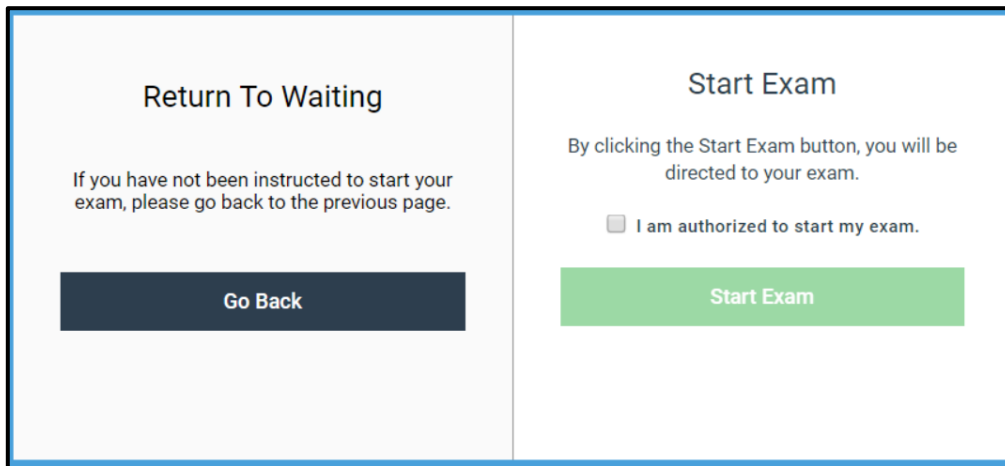 Return To Waiting
If you have not been instructed to start your
exam, please go back to the previous page.
Go Back
Start Exam
By clicking the Start Exam button, you will be
directed to your exam.
I am authorized to start my exam.
Start Exam